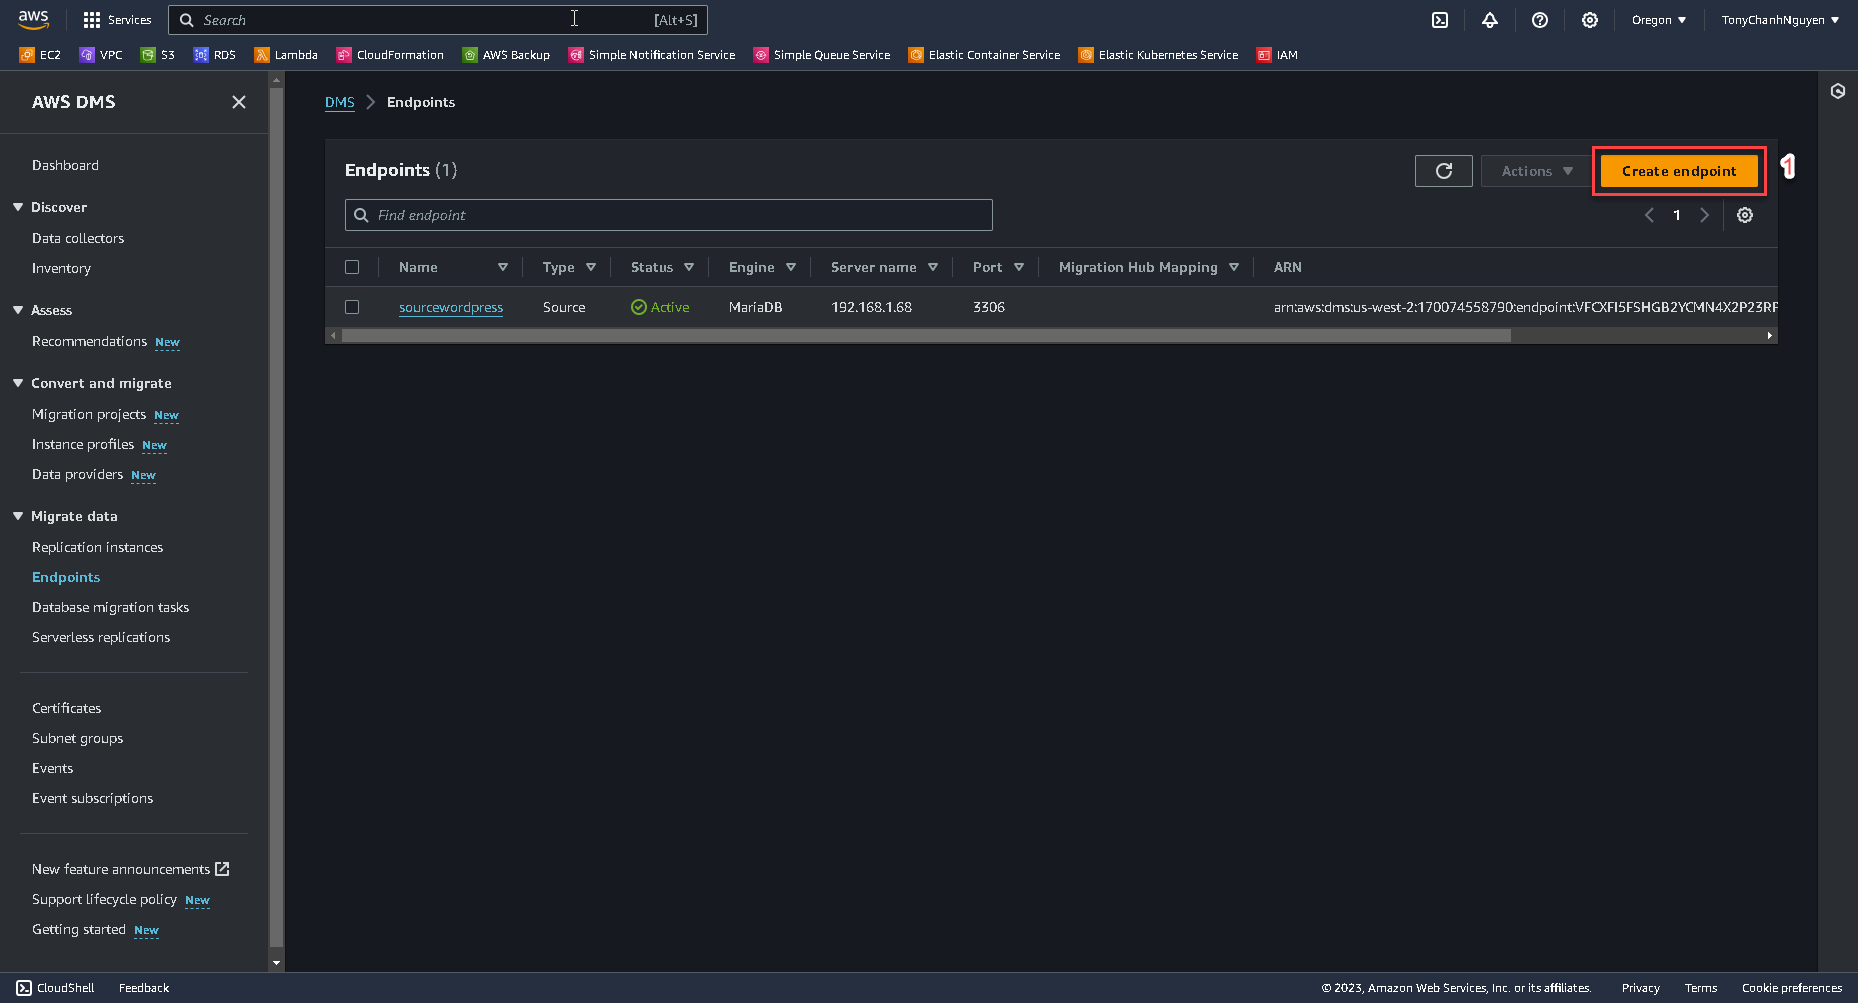 aws Services Search [Alt+S] Oregon TonyChanhNguyen
EC2 VPC S3 RDS Lambda CloudFormation AWS Backup Simple Notification Service Simple Queue Service Elastic Container Service Elastic Kubernetes Service IAM
AWS DMS
Dashboard
Discover
Data collectors
Inventory
Assess
Recommendations New
Convert and migrate
Migration projects New
Instance profiles New
Data providers New
Migrate data
Replication instances
Endpoints
Database migration tasks
Serverless replications
Certificates
Subnet groups
Events
Event subscriptions
New feature announcements
Support lifecycle policy New
Getting started New
DMS Endpoints
Endpoints (1) Actions Create endpoint 1
Find endpoint 1
Name Type Status Engine Server name Port Migration Hub Mapping ARN
sourcewordpress Source Active MariaDB 192.168.1.68 3306 arn:aws:dms:us-west-2:170074558790:endpoint:VFCXFI5FSHGB2YCMN4X2P23RF
CloudShell Feedback © 2023, Amazon Web Services, Inc. or its affiliates. Privacy Terms Cookie preferences